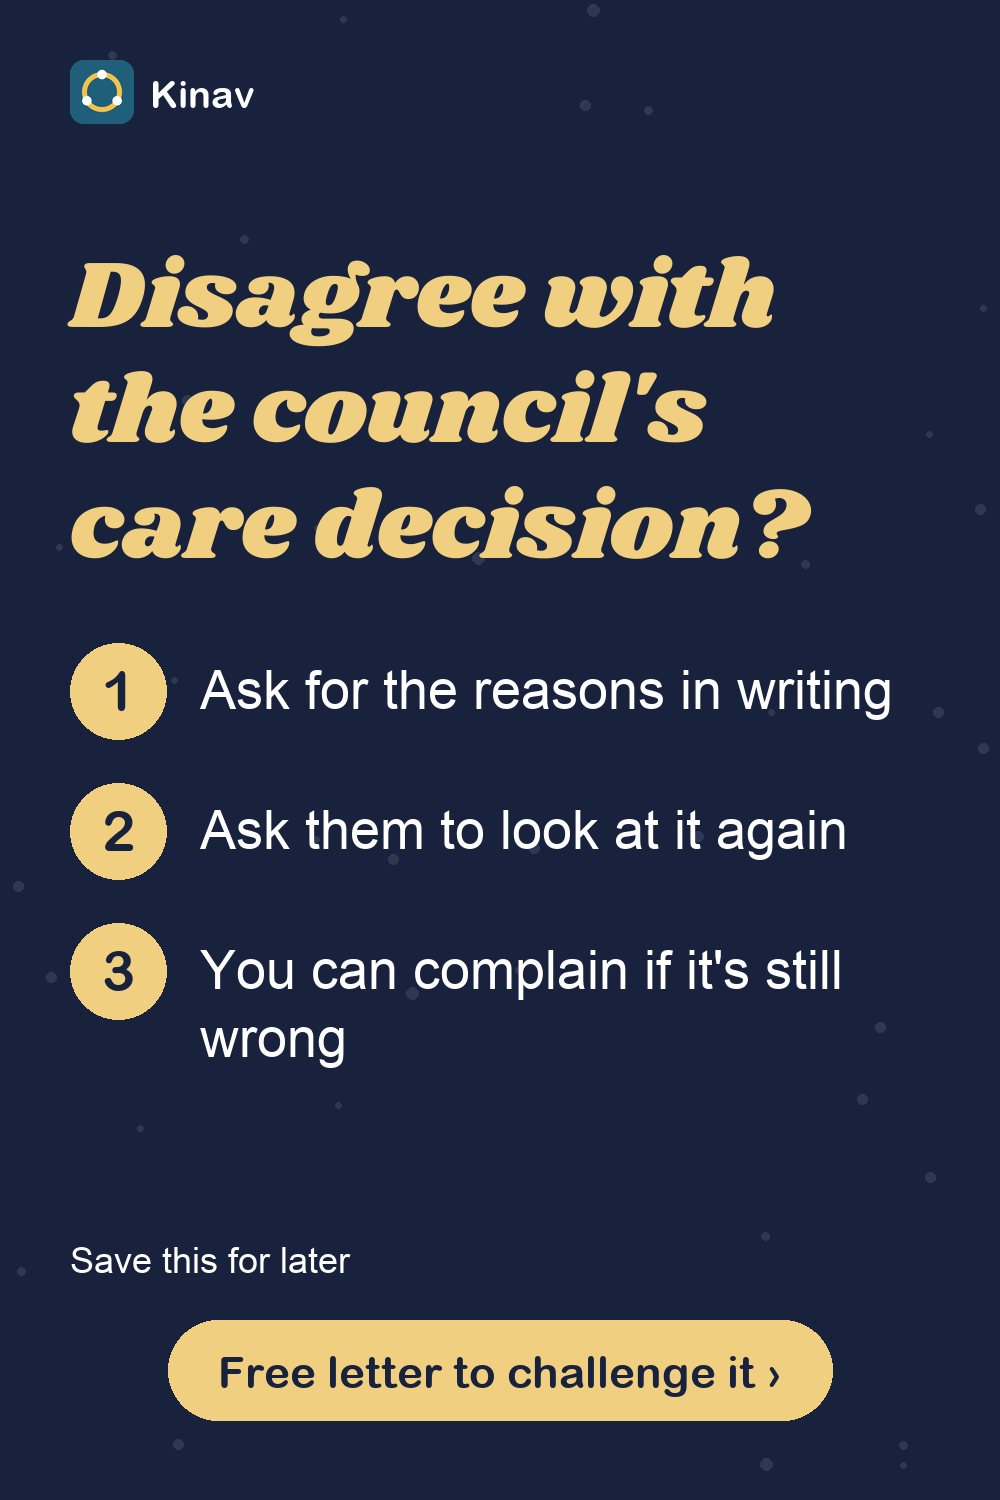 Kinav
Disagree with
the council's
care decision?
1 Ask for the reasons in writing
2 Ask them to look at it again
3 You can complain if it's still
wrong
Save this for later
Free letter to challenge it ›